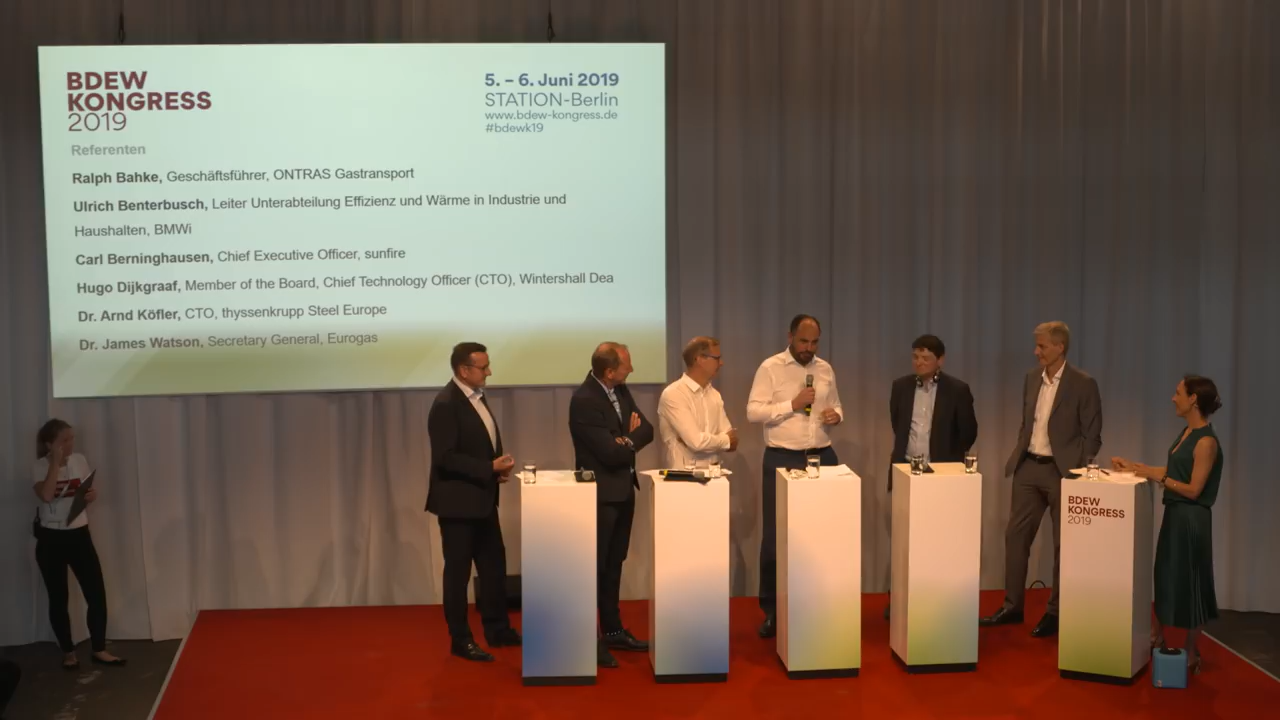 BDEW
KONGRESS
2019
5. – 6. Juni 2019
STATION-Berlin
www.bdew-kongress.de
#bdewk19
Referenten
Ralph Bahke, Geschäftsführer, ONTRAS Gastransport
Ulrich Benterbusch, Leiter Unterabteilung Effizienz und Wärme in Industrie und
Haushalten, BMWi
Carl Berninghausen, Chief Executive Officer, sunfire
Hugo Dijkgraaf, Member of the Board, Chief Technology Officer (CTO), Wintershall Dea
Dr. Arnd Köfler, CTO, thyssenkrupp Steel Europe
Dr. James Watson, Secretary General, Eurogas
BDEW
KONGRESS
2019